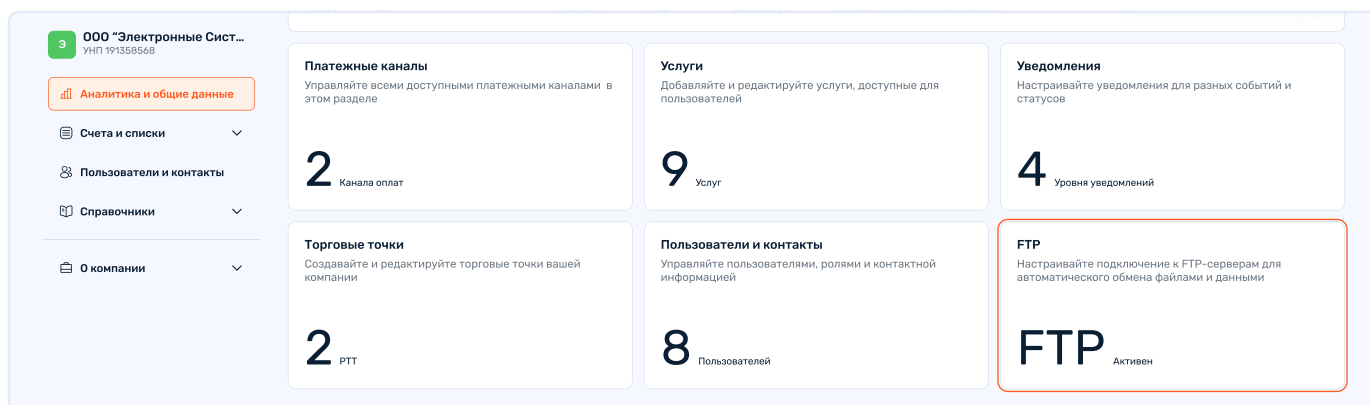 Э
ООО “Электронные Сист...
УНП 191358568
Аналитика и общие данные
Счета и списки
Пользователи и контакты
Справочники
О компании
Платежные каналы
Управляйте всеми доступными платежными каналами в
этом разделе
2 Канала оплат
Услуги
Добавляйте и редактируйте услуги, доступные для
пользователей
9 Услуг
Уведомления
Настраивайте уведомления для разных событий и
статусов
4 Уровня уведомлений
Торговые точки
Создавайте и редактируйте торговые точки вашей
компании
2 РТТ
Пользователи и контакты
Управляйте пользователями, ролями и контактной
информацией
8 Пользователей
FTP
Настраивайте подключение к FTP-серверам для
автоматического обмена файлами и данными
FTP Активен